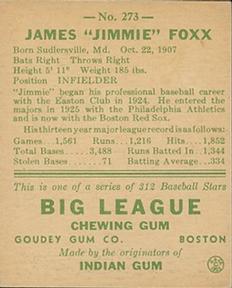 No. 273
JAMES "JIMMIE" FOXX
Born Sudlersville, Md. Oct. 22, 1907
Bats Right Throws Right
Height 5' 11" Weight 185 lbs.
Position INFIELDER
"Jimmie" began his professional baseball career
with the Easton Club in 1924. He entered the
majors in 1925 with the Philadelphia Athletics
and is now with the Boston Red Sox.
His thirteen year major league record is as follows:
Games...1,561 Runs...1,216 Hits...1,852
Total Bases....3,488 Runs Batted In....1,344
Stolen Bases.....71 Batting Average...334
This is one of a series of 312 Baseball Stars
BIG LEAGUE
CHEWING GUM
GOUDEY GUM CO. BOSTON
Made by the originators of
INDIAN GUM